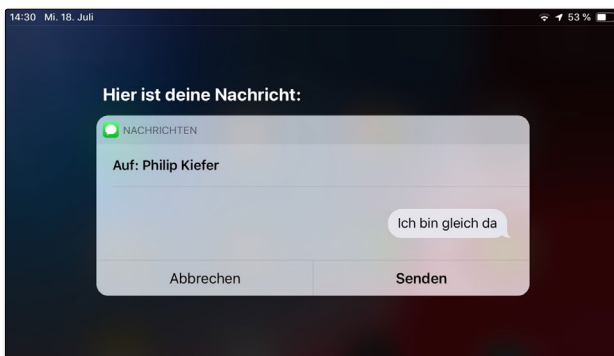 14:30 Mi. 18. Juli 53 %
Hier ist deine Nachricht:
NACHRICHTEN
Auf: Philip Kiefer
Ich bin gleich da
Abbrechen Senden